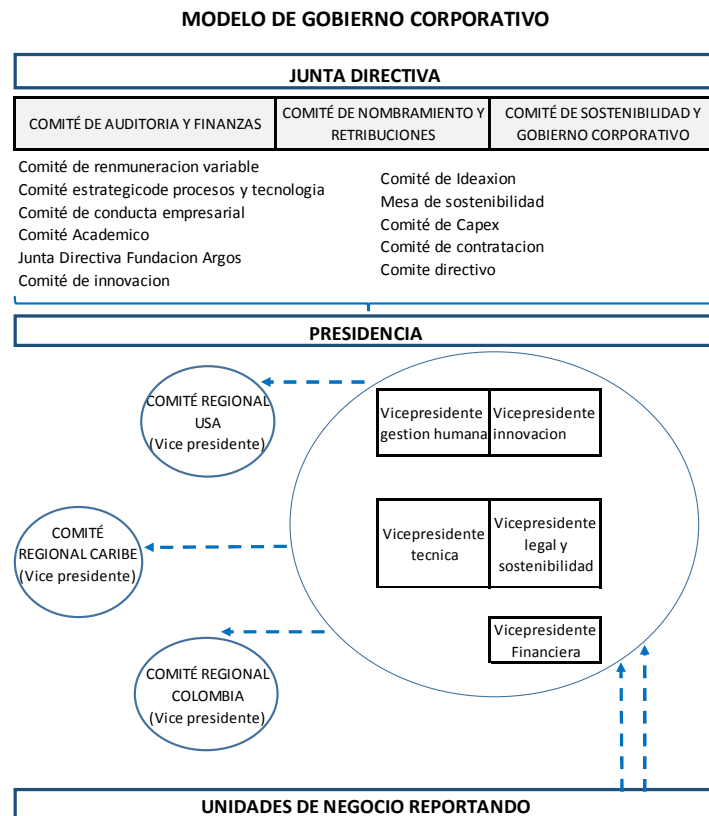 MODELO DE GOBIERNO CORPORATIVO
JUNTA DIRECTIVA
COMITÉ DE AUDITORIA Y FINANZAS
COMITÉ DE NOMBRAMIENTO Y
RETRIBUCIONES
COMITÉ DE SOSTENIBILIDAD Y
GOBIERNO CORPORATIVO
Comité de renmuneracion variable
Comité estrategicode procesos y tecnologia
Comité de conducta empresarial
Comité Academico
Junta Directiva Fundacion Argos
Comité de innovacion
Comité de Ideaxion
Mesa de sostenibilidad
Comité de Capex
Comité de contratacion
Comite directivo
PRESIDENCIA
COMITÉ REGIONAL
USA
(Vice presidente)
Vicepresidente
gestion humana
Vicepresidente
innovacion
COMITÉ
REGIONAL CARIBE
(Vice presidente)
Vicepresidente
tecnica
Vicepresidente
legal y
sostenibilidad
Vicepresidente
Financiera
COMITÉ REGIONAL
COLOMBIA
(Vice presidente)
UNIDADES DE NEGOCIO REPORTANDO